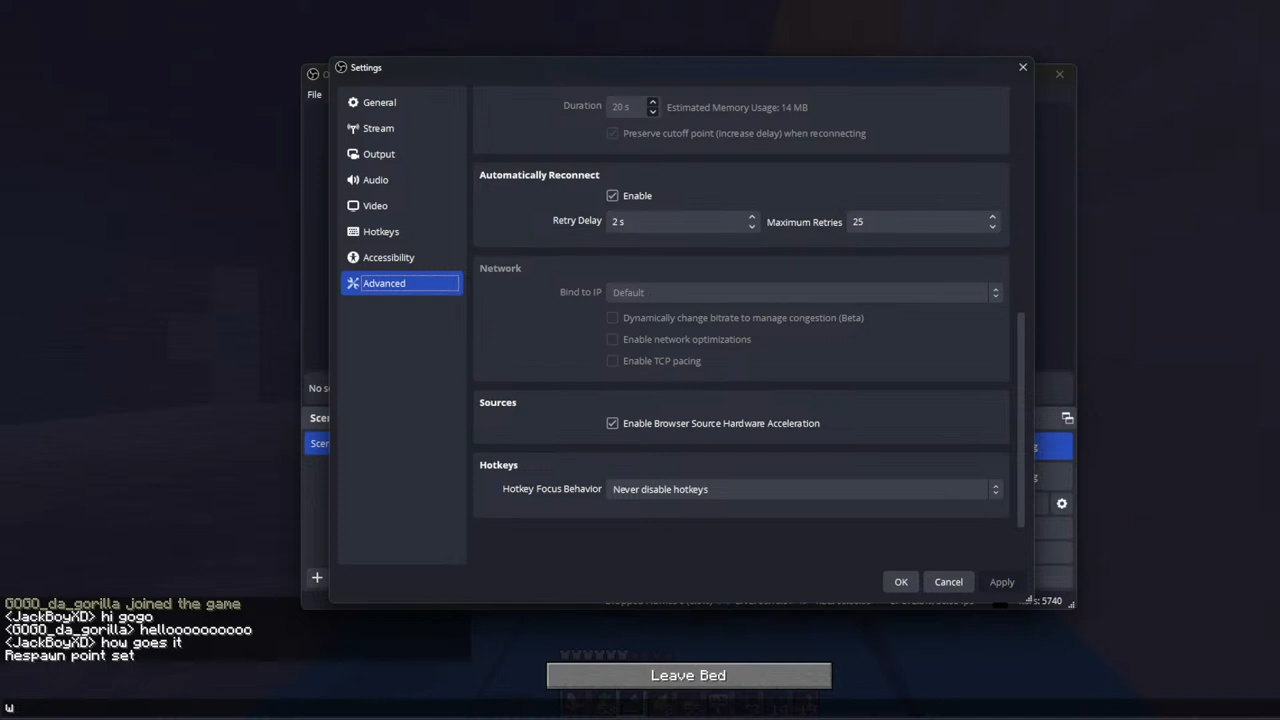 Settings
File
General
Stream
Output
Audio
Video
Hotkeys
Accessibility
Advanced
Duration 20 s Estimated Memory Usage: 14 MB
Preserve cutoff point (increase delay) when reconnecting
Automatically Reconnect
Enable
Retry Delay 2 s Maximum Retries 25
Network
Bind to IP Default
Dynamically change bitrate to manage congestion (Beta)
Enable network optimizations
Enable TCP pacing
Sources
Enable Browser Source Hardware Acceleration
Hotkeys
Hotkey Focus Behavior Never disable hotkeys
OK Cancel Apply
No
5740
GOGO_da_gorilla joined the game
<JackBoyXD> hi gogo
<GOGO_da_gorilla> helloooooooooo
<JackBoyXD> how goes it
Respawn point set
Leave Bed
w